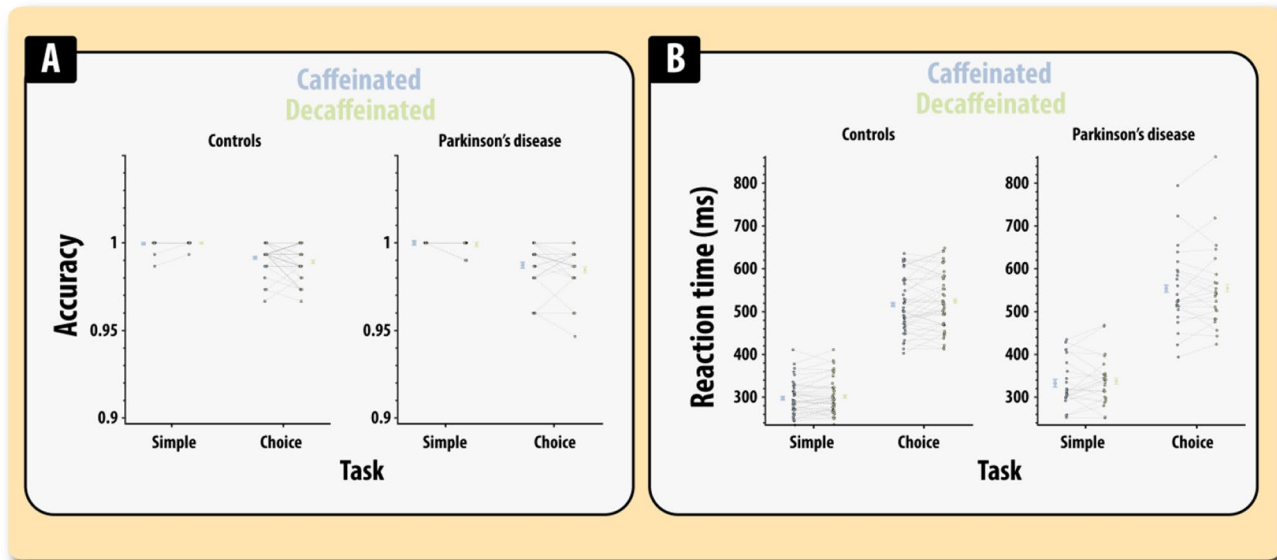 A
Caffeinated
Decaffeinated
Controls
Parkinson's disease
Accuracy
1
0.95
0.9
1
0.95
0.9
Simple
Choice
Simple
Choice
Task
B
Caffeinated
Decaffeinated
Controls
Parkinson's disease
Reaction time (ms)
800
700
600
500
400
300
800
700
600
500
400
300
Simple
Choice
Simple
Choice
Task